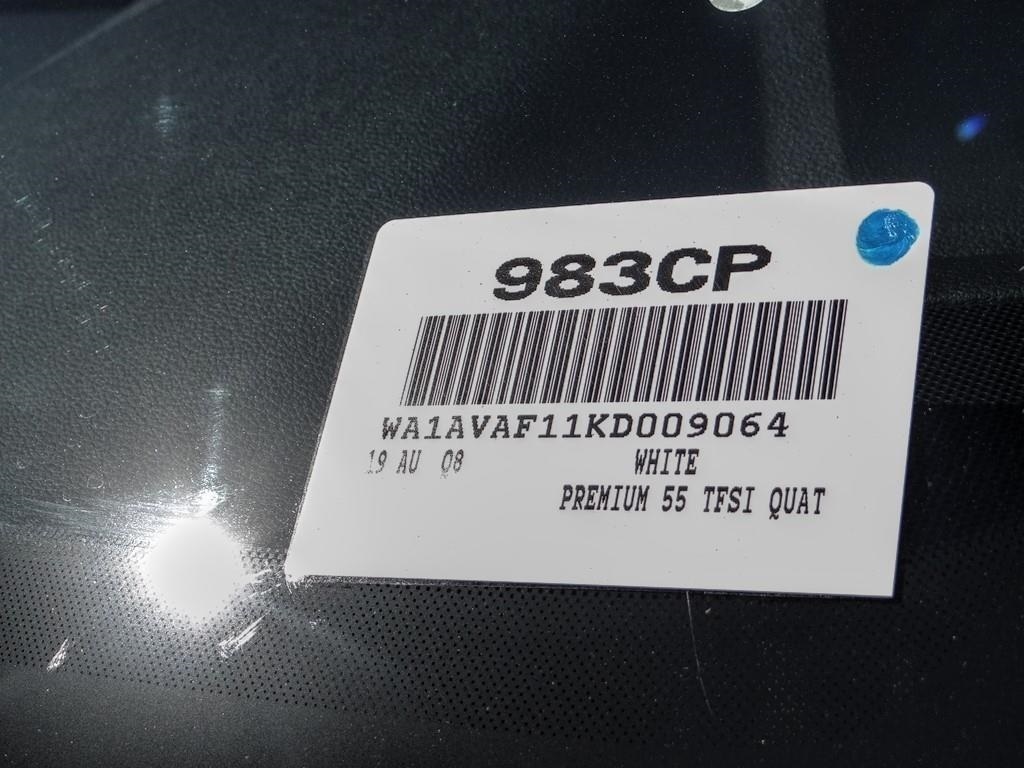 983CP
WA1AVAF11KD009064
19 AU Q8 WHITE
PREMIUM 55 TFSI QUAT